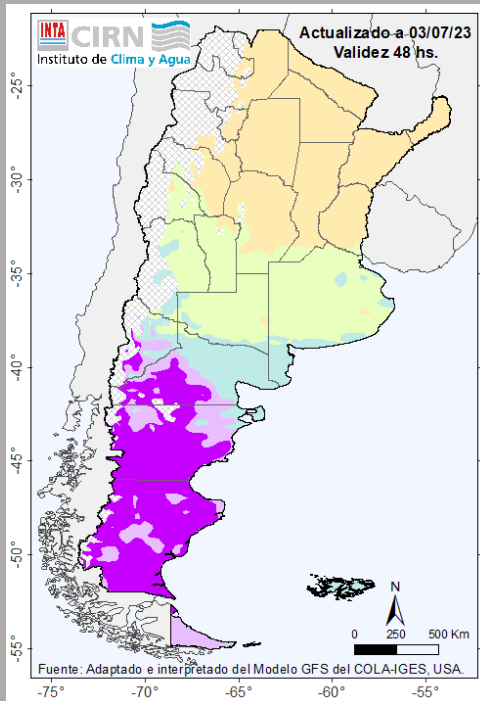 INTA CIRN
Instituto de Clima y Agua
Actualizado a 03/07/23
Validez 48 hs.
-25°
-30°
-35°
-40°
-45°
-50°
-55°
N
0 250 500 Km
Fuente: Adaptado e interpretado del Modelo GFS del COLA-IGES, USA.
-75° -70° -65° -60° -55°